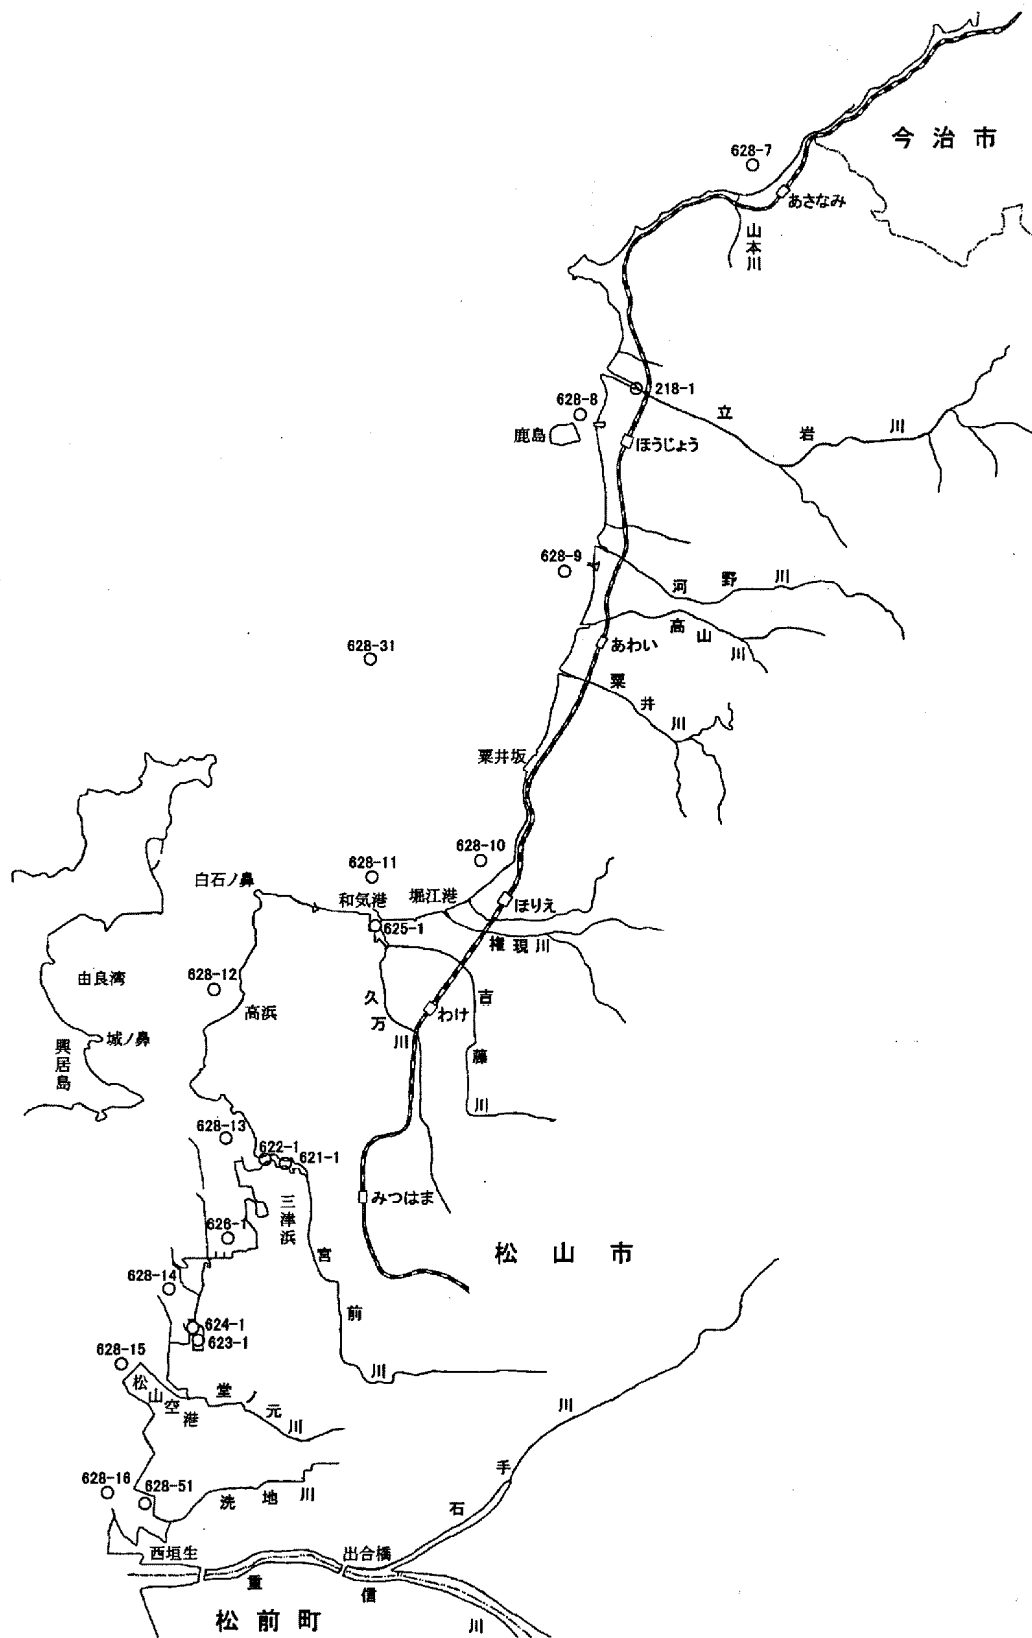 今治市
628-7
あさなみ
山本川
218-1
628-8
立岩川
鹿島
ほうじょう
628-9
河野川
高山川
あわい
628-31
粟井川
粟井坂
628-10
628-11
白石ノ鼻
和気港
堀江港
ほりえ
625-1
権現川
由良湾
628-12
久万川
吉藤川
高浜
わけ
城ノ鼻
興居島
628-13
622-1
621-1
みつはま
三津浜
626-1
宮前川
松山市
628-14
624-1
623-1
628-15
松山空港
堂ノ元川
石手川
628-16
628-51
洗地川
西垣生
出合橋
重信川
松前町